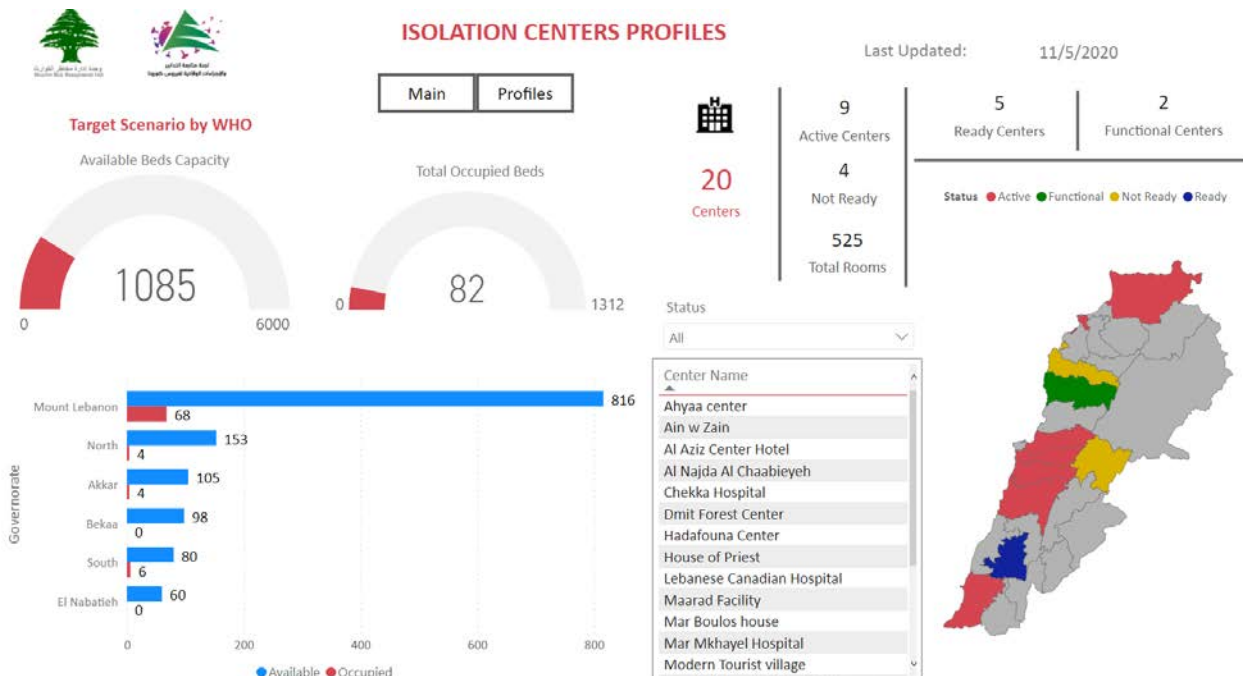 ISOLATION CENTERS PROFILES
Last Updated: 11/5/2020
Main
Profiles
Target Scenario by WHO
Available Beds Capacity
1085
0
6000
Total Occupied Beds
82
0
1312
20
Centers
9
Active Centers
4
Not Ready
525
Total Rooms
5
Ready Centers
2
Functional Centers
Status Active Functional Not Ready Ready
Status
All
Center Name
Ahyaa center
Ain w Zain
Al Aziz Center Hotel
Al Najda Al Chaabieyeh
Chekka Hospital
Dmit Forest Center
Hadafouna Center
House of Priest
Lebanese Canadian Hospital
Maarad Facility
Mar Boulos house
Mar Mkhayel Hospital
Modern Tourist village
Governorate
Mount Lebanon 816
68
North 153
4
Akkar 105
4
Bekaa 98
0
South 80
6
El Nabatieh 60
0
0 200 400 600 800
Available Occupied